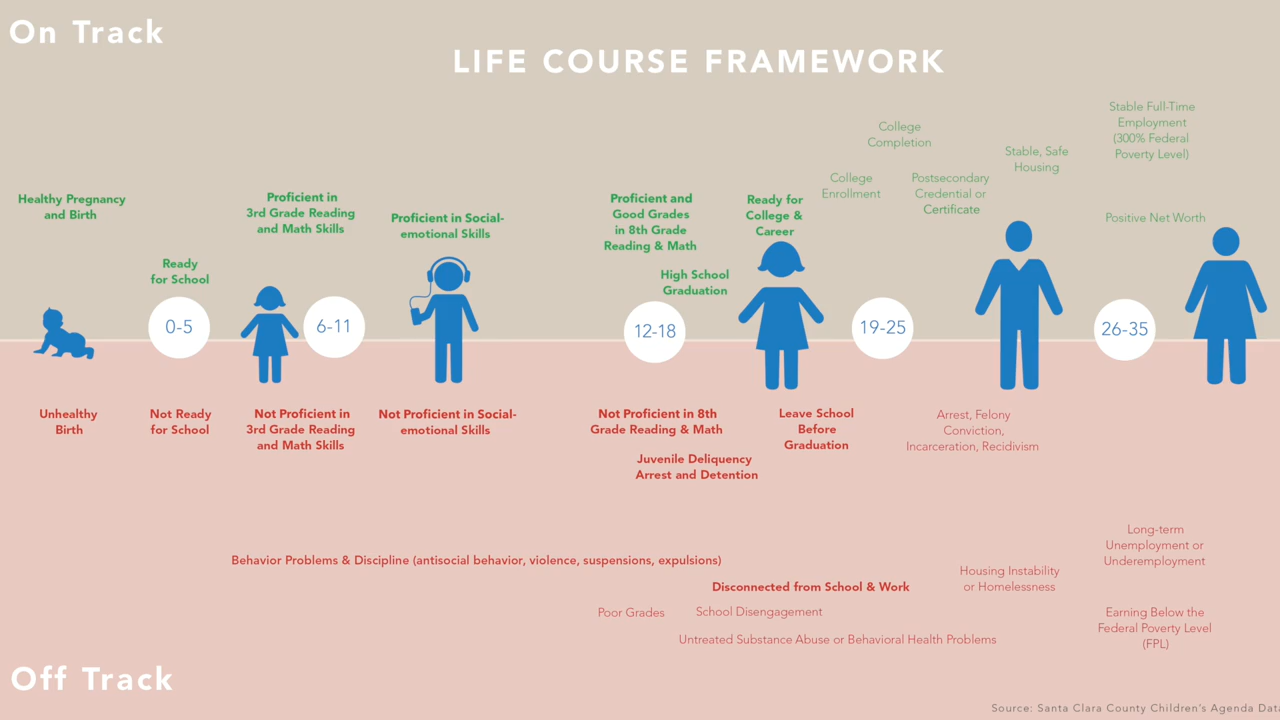 On Track
LIFE COURSE FRAMEWORK
Healthy Pregnancy
and Birth
Ready
for School
Proficient in
3rd Grade Reading
and Math Skills
Proficient in Social-
emotional Skills
Proficient and
Good Grades
in 8th Grade
Reading & Math
High School
Graduation
Ready for
College &
Career
College
Enrollment
College
Completion
Postsecondary
Credential or
Certificate
Stable, Safe
Housing
Stable Full-Time
Employment
(300% Federal
Poverty Level)
Positive Net Worth
0-5
6-11
12-18
19-25
26-35
Unhealthy
Birth
Not Ready
for School
Not Proficient in
3rd Grade Reading
and Math Skills
Not Proficient in Social-
emotional Skills
Not Proficient in 8th
Grade Reading & Math
Juvenile Deliquency
Arrest and Detention
Leave School
Before
Graduation
Arrest, Felony
Conviction,
Incarceration, Recidivism
Behavior Problems & Discipline (antisocial behavior, violence, suspensions, expulsions)
Disconnected from School & Work
Poor Grades
School Disengagement
Untreated Substance Abuse or Behavioral Health Problems
Housing Instability
or Homelessness
Long-term
Unemployment or
Underemployment
Earning Below the
Federal Poverty Level
(FPL)
Off Track
Source: Santa Clara County Children's Agenda Data